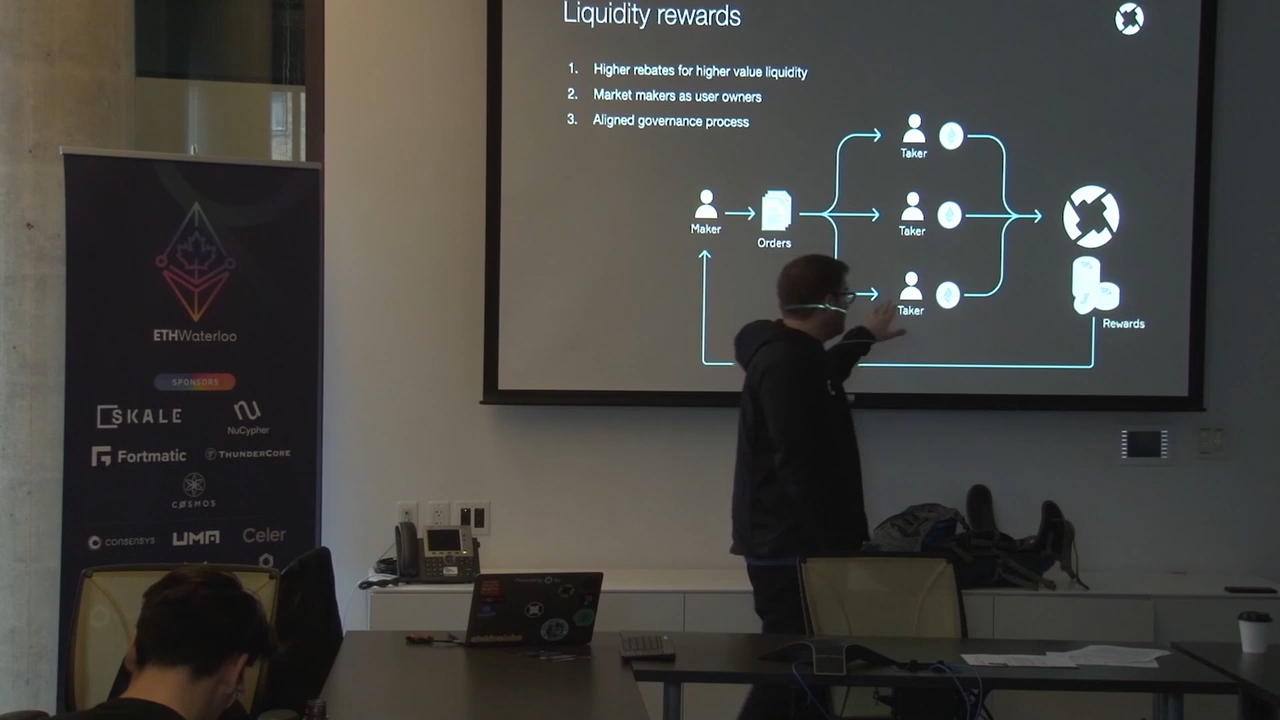 Liquidity rewards
1. Higher rebates for higher value liquidity
2. Market makers as user owners
3. Aligned governance process
Taker
Maker
Orders
Taker
Taker
Rewards
ETHWaterloo
SPONSORS
SKALE
NuCypher
Fortmatic
THUNDERCORE
COSMOS
CONSENSYS
UMA
Celer